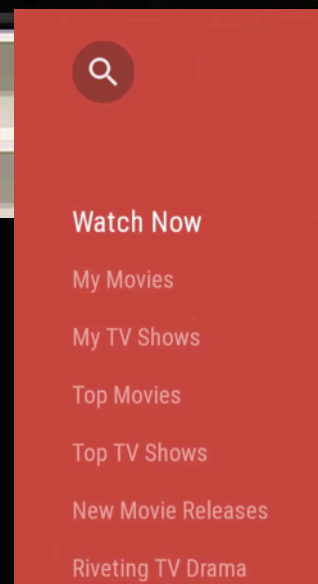 Watch Now
My Movies
My TV Shows
Top Movies
Top TV Shows
New Movie Releases
Riveting TV Drama